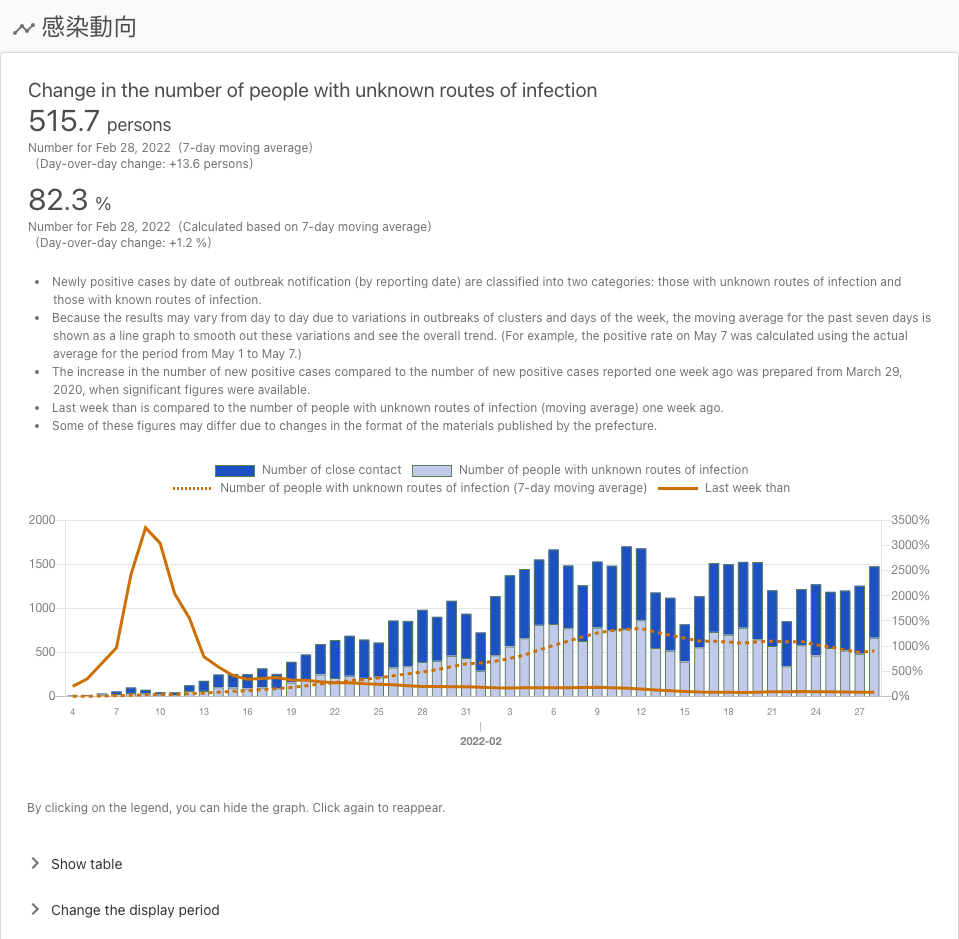 感染動向
Change in the number of people with unknown routes of infection
515.7 persons
Number for Feb 28, 2022 (7-day moving average)
(Day-over-day change: +13.6 persons)
82.3 %
Number for Feb 28, 2022 (Calculated based on 7-day moving average)
(Day-over-day change: +1.2 %)
• Newly positive cases by date of outbreak notification (by reporting date) are classified into two categories: those with unknown routes of infection and
those with known routes of infection.
• Because the results may vary from day to day due to variations in outbreaks of clusters and days of the week, the moving average for the past seven days is
shown as a line graph to smooth out these variations and see the overall trend. (For example, the positive rate on May 7 was calculated using the actual
average for the period from May 1 to May 7.)
• The increase in the number of new positive cases compared to the number of new positive cases reported one week ago was prepared from March 29,
2020, when significant figures were available.
• Last week than is compared to the number of people with unknown routes of infection (moving average) one week ago.
• Some of these figures may differ due to changes in the format of the materials published by the prefecture.
Number of close contact Number of people with unknown routes of infection
Number of people with unknown routes of infection (7-day moving average) Last week than
2000 3500%
3000%
1500 2500%
2000%
1000 1500%
500 1000%
500%
0 0%
4 7 10 13 16 19 22 25 28 31 3 6 9 12 15 18 21 24 27
2022-02
By clicking on the legend, you can hide the graph. Click again to reappear.
Show table
Change the display period